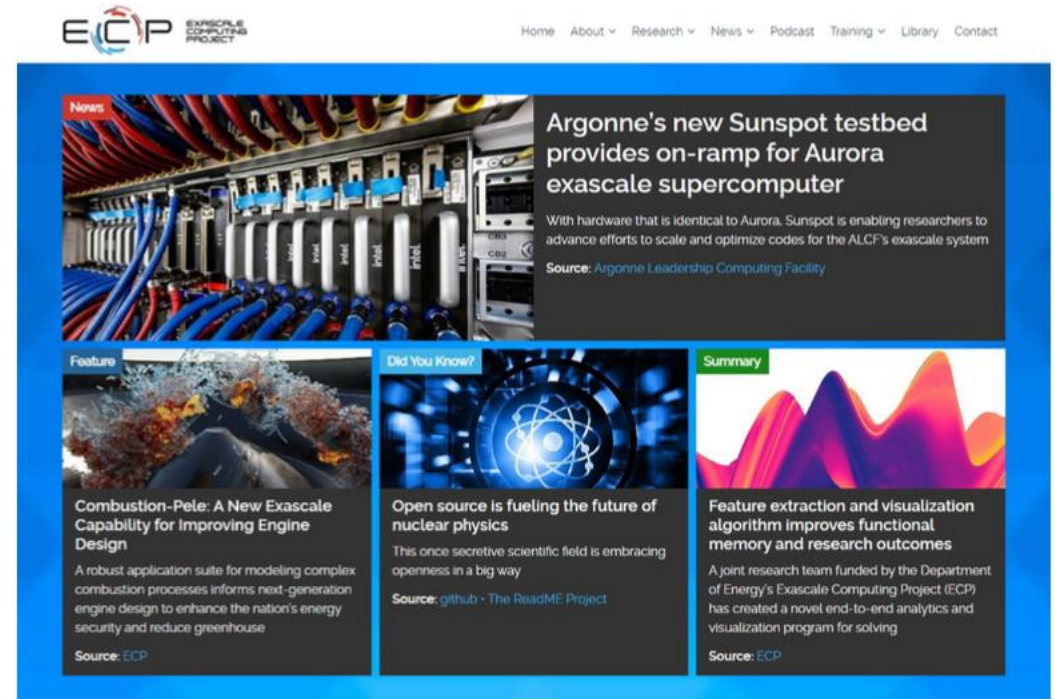 ECP EXASCALE
COMPUTING
PROJECT
Home About Research News Podcast Training Library Contact
News
Argonne's new Sunspot testbed
provides on-ramp for Aurora
exascale supercomputer
With hardware that is identical to Aurora, Sunspot is enabling researchers to
advance efforts to scale and optimize codes for the ALCF's exascale system
Source: Argonne Leadership Computing Facility
intel
intel
intel
intel
intel
intel
CB3
CB2
Feature
Combustion-Pele: A New Exascale
Capability for Improving Engine
Design
A robust application suite for modeling complex
combustion processes informs next-generation
engine design to enhance the nation's energy
security and reduce greenhouse
Source: ECP
Did You Know?
Open source is fueling the future of
nuclear physics
This once secretive scientific field is embracing
openness in a big way
Source: github • The ReadME Project
Summary
Feature extraction and visualization
algorithm improves functional
memory and research outcomes
A joint research team funded by the Department
of Energy's Exascale Computing Project (ECP)
has created a novel end-to-end analytics and
visualization program for solving
Source: ECP